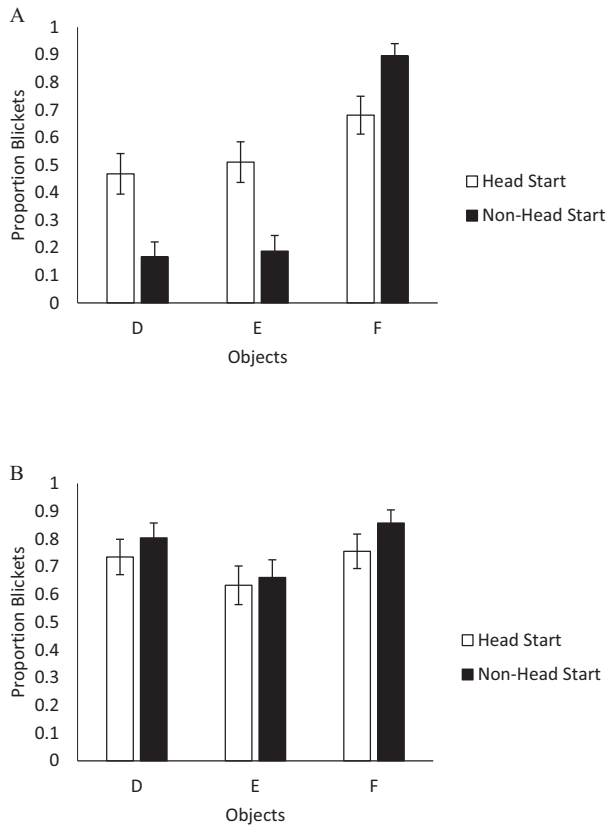 A
Proportion Blickets
1
0.9
0.8
0.7
0.6
0.5
0.4
0.3
0.2
0.1
0
D E F
Objects
Head Start
Non-Head Start
B
Proportion Blickets
1
0.9
0.8
0.7
0.6
0.5
0.4
0.3
0.2
0.1
0
D E F
Objects
Head Start
Non-Head Start